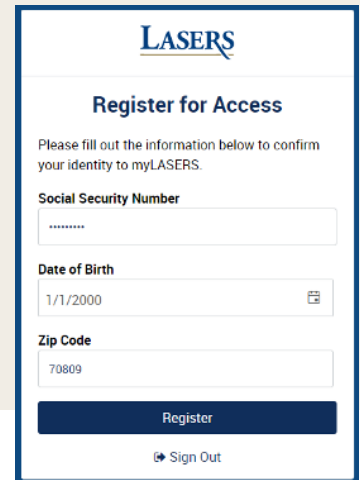 LASERS
Register for Access
Please fill out the information below to confirm
your identity to myLASERS.
Social Security Number
•••••••••
Date of Birth
1/1/2000
Zip Code
70809
Register
Sign Out